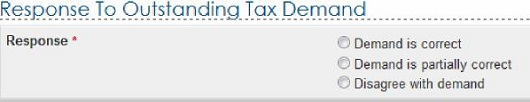 Response To Outstanding Tax Demand
Response *
Demand is correct
Demand is partially correct
Disagree with demand